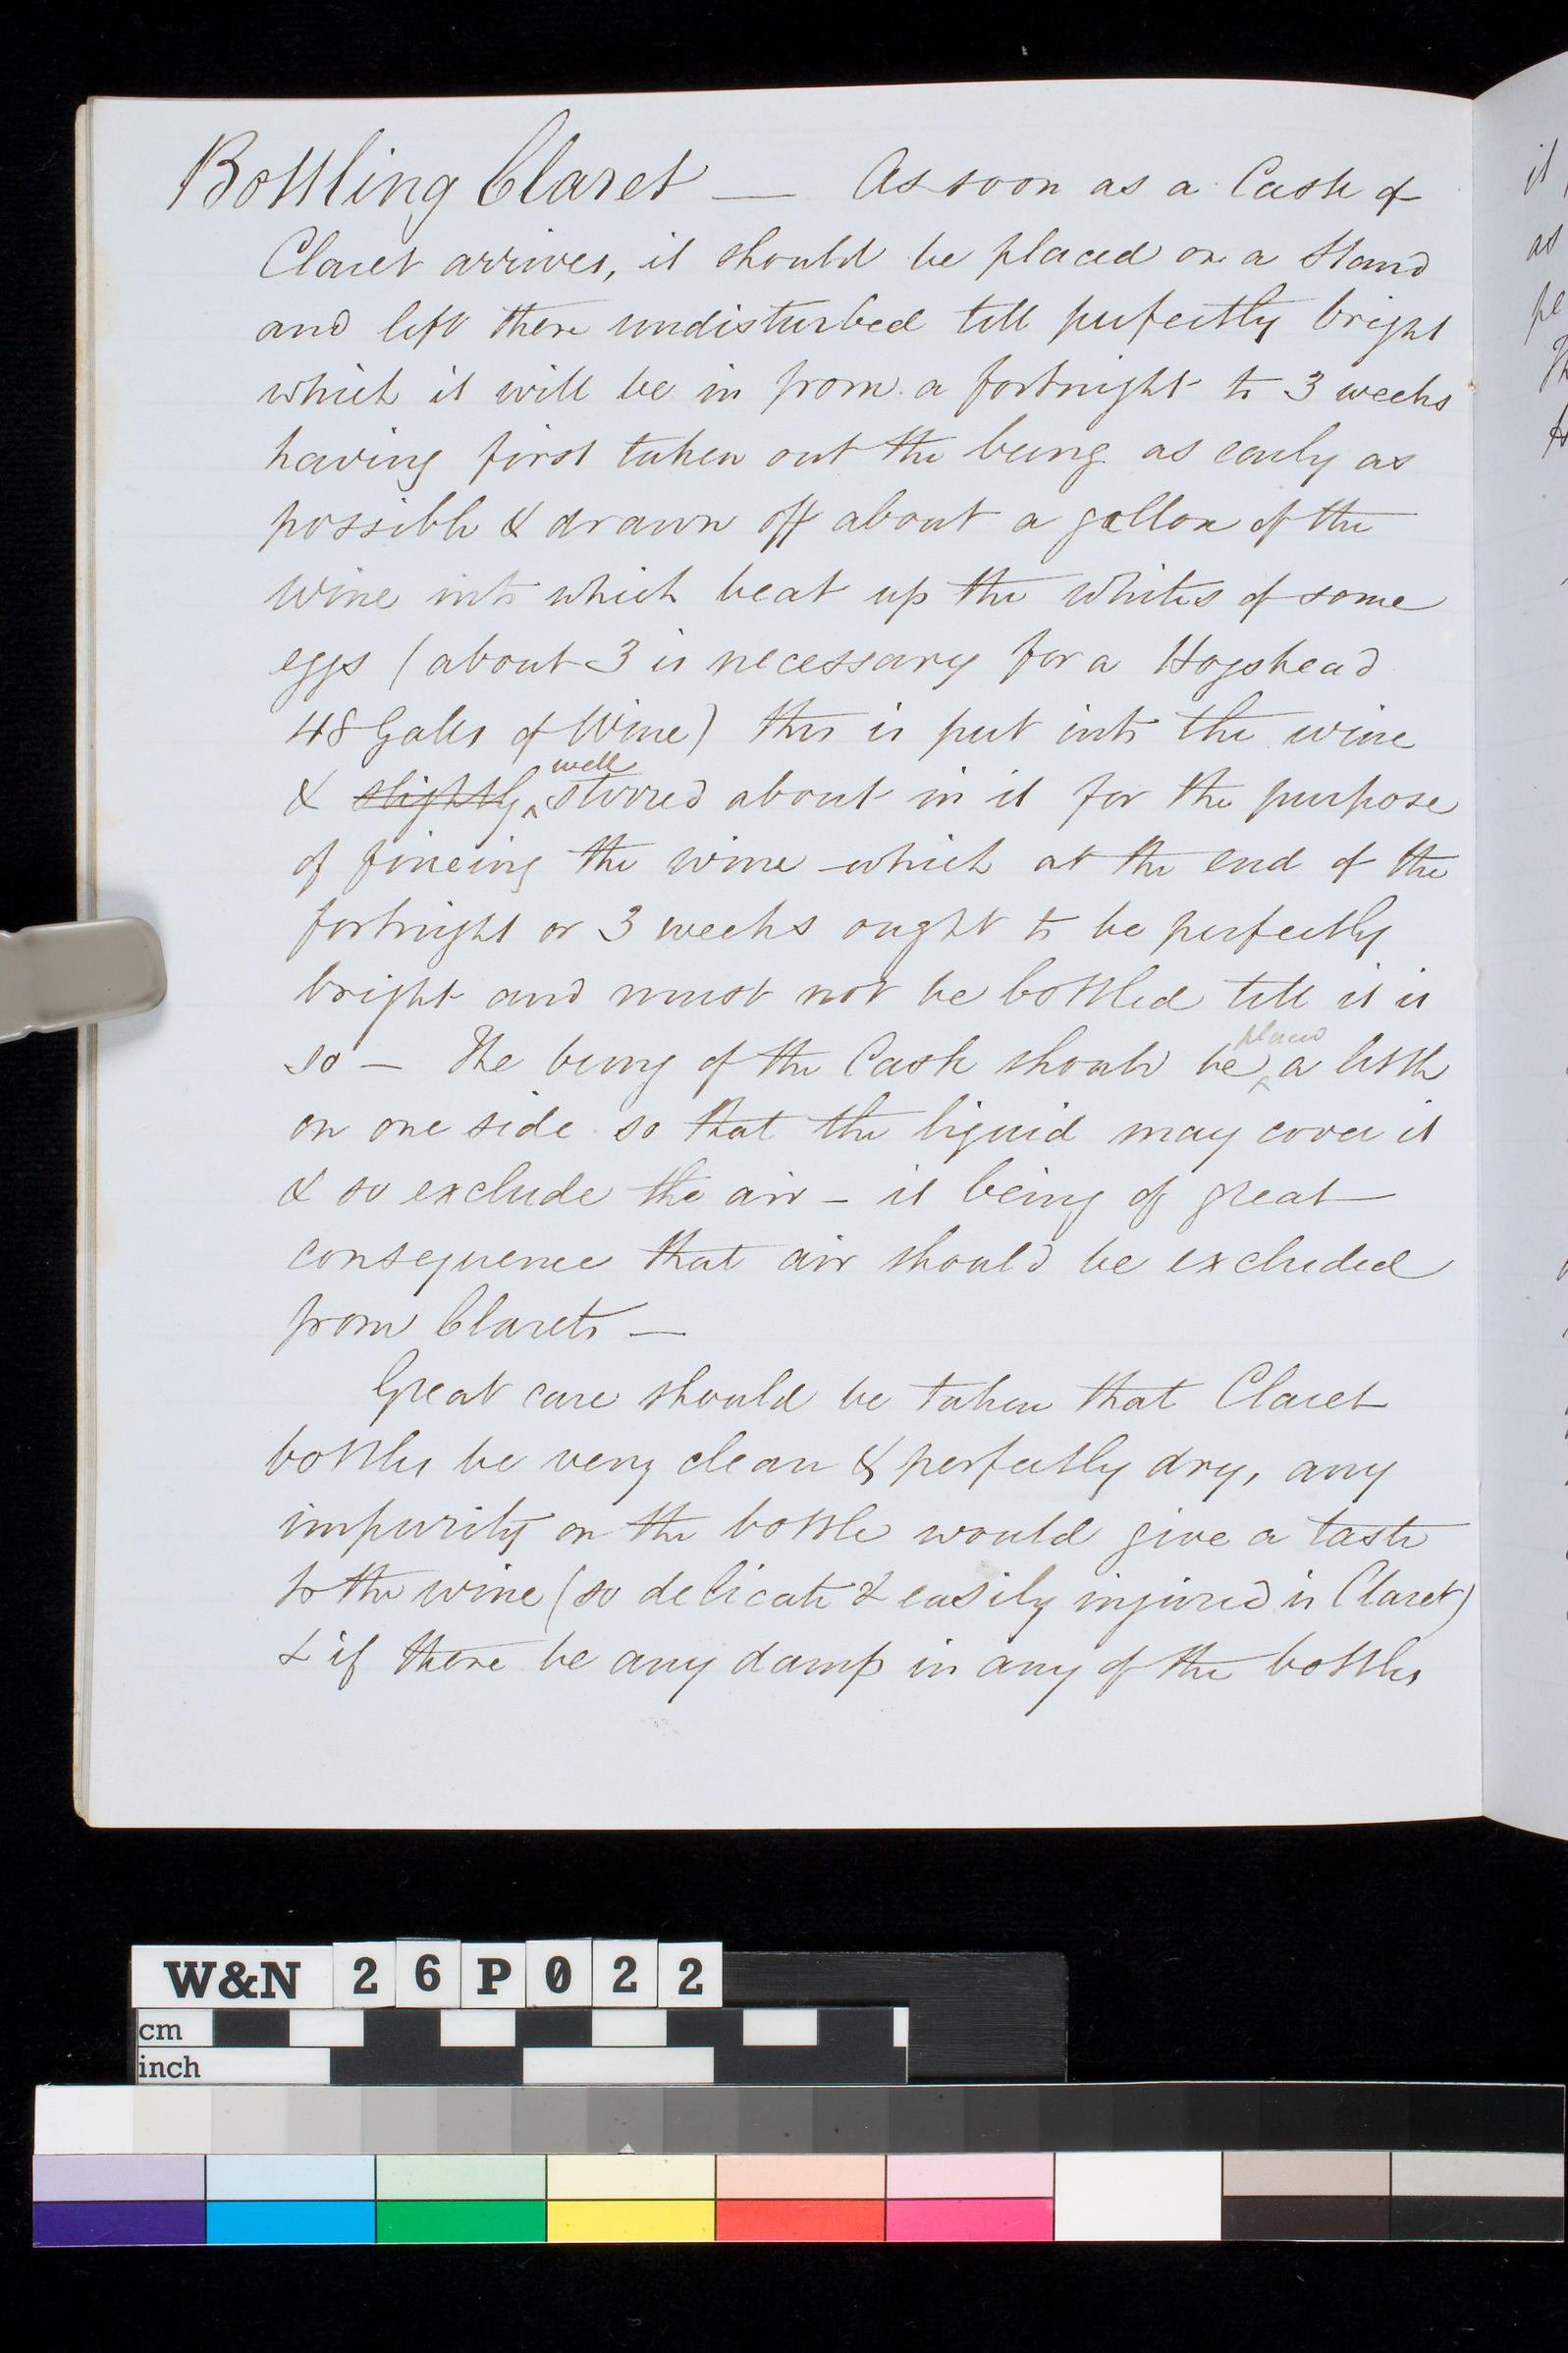 Bottling Claret — As soon as a Cask of
Claret arrives, it should be placed on a Stand
and left there undisturbed till perfectly bright
which it will be in from a fortnight to 3 weeks
having first taken out the bung as early as
possible & drawn off about a gallon of the
wine into which beat up the whites of some
eggs (about 3 is necessary for a Hogshead
48 Galls of Wine) this is put into the wine
well
& slightly ‸ stirred about in it for the purpose
of fineing the wine which at the end of the
fortnight or 3 weeks ought to be perfectly
bright and must not be bottled till it is
placed
so — The bung of the Cask should be ‸ a little
on one side so that the liquid may cover it
& so exclude the air — it being of great
consequence that air should be excluded
from Clarets —
Great care should be taken that Claret
bottles be very clean & perfectly dry, any
impurity on the bottle would give a taste
to the wine (so delicate & easily injured is Claret)
& if there be any damp in any of the bottles
it
as
pe
W&N 26P022
cm
inch